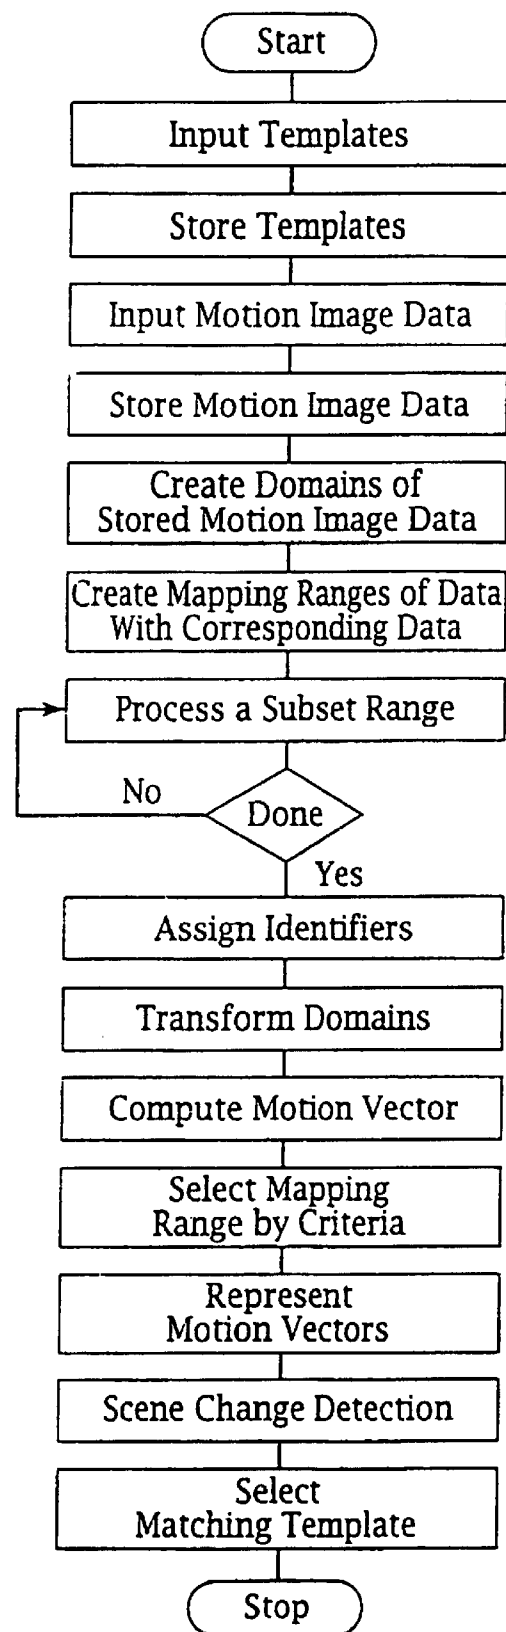 Start
Input Templates
Store Templates
Input Motion Image Data
Store Motion Image Data
Create Domains of
Stored Motion Image Data
Create Mapping Ranges of Data
With Corresponding Data
Process a Subset Range
No
Done
Yes
Assign Identifiers
Transform Domains
Compute Motion Vector
Select Mapping
Range by Criteria
Represent
Motion Vectors
Scene Change Detection
Select
Matching Template
Stop